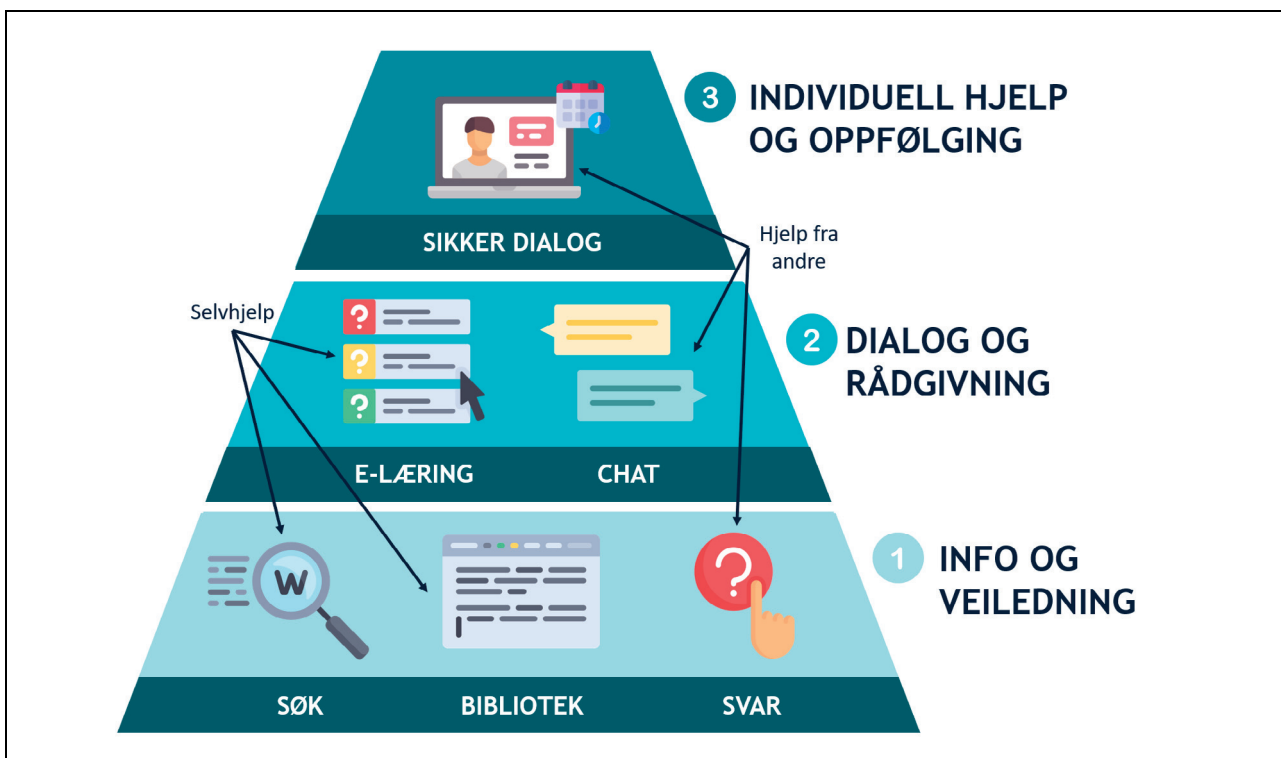 3 INDIVIDUELL HJELP
OG OPPFØLGING
SIKKER DIALOG
Hjelp fra
andre
Selvhjelp
?
?
?
2 DIALOG OG
RÅDGIVNING
E-LÆRING
CHAT
W
?
1 INFO OG
VEILEDNING
SØK
BIBLIOTEK
SVAR